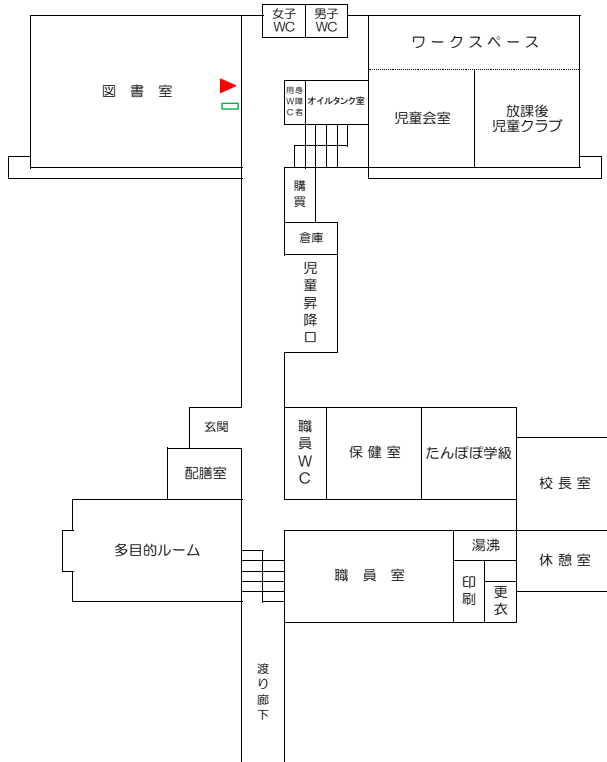 女子
WC
男子
WC
ワークスペース
図書室
用身
W障
C者
オイルタンク室
児童会室
放課後
児童クラブ
購買
倉庫
児童昇降口
玄関
職員WC
保健室
たんぽぽ学級
配膳室
校長室
多目的ルーム
職員室
湯沸
休憩室
印刷
更衣
渡り廊下